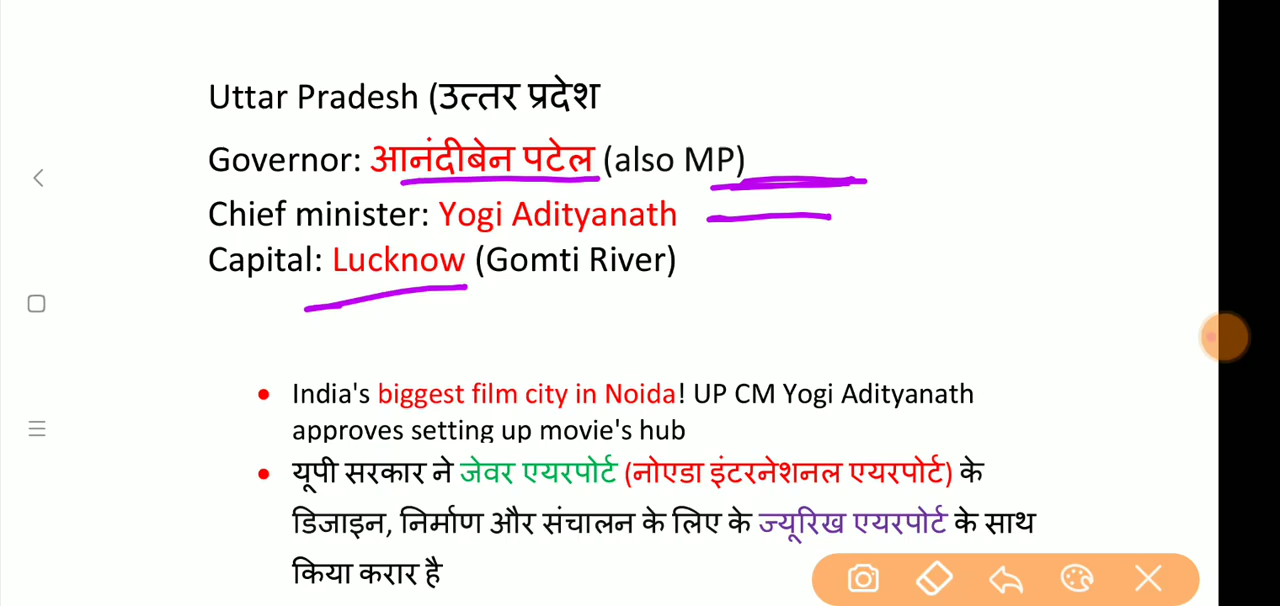 Uttar Pradesh (उत्तर प्रदेश
Governor: आनंदीबेन पटेल (also MP)
Chief minister: Yogi Adityanath
Capital: Lucknow (Gomti River)
• India's biggest film city in Noida! UP CM Yogi Adityanath
approves setting up movie's hub
• यूपी सरकार ने जेवर एयरपोर्ट (नोएडा इंटरनेशनल एयरपोर्ट) के
डिजाइन, निर्माण और संचालन के लिए के ज्यूरिख एयरपोर्ट के साथ
किया करार है